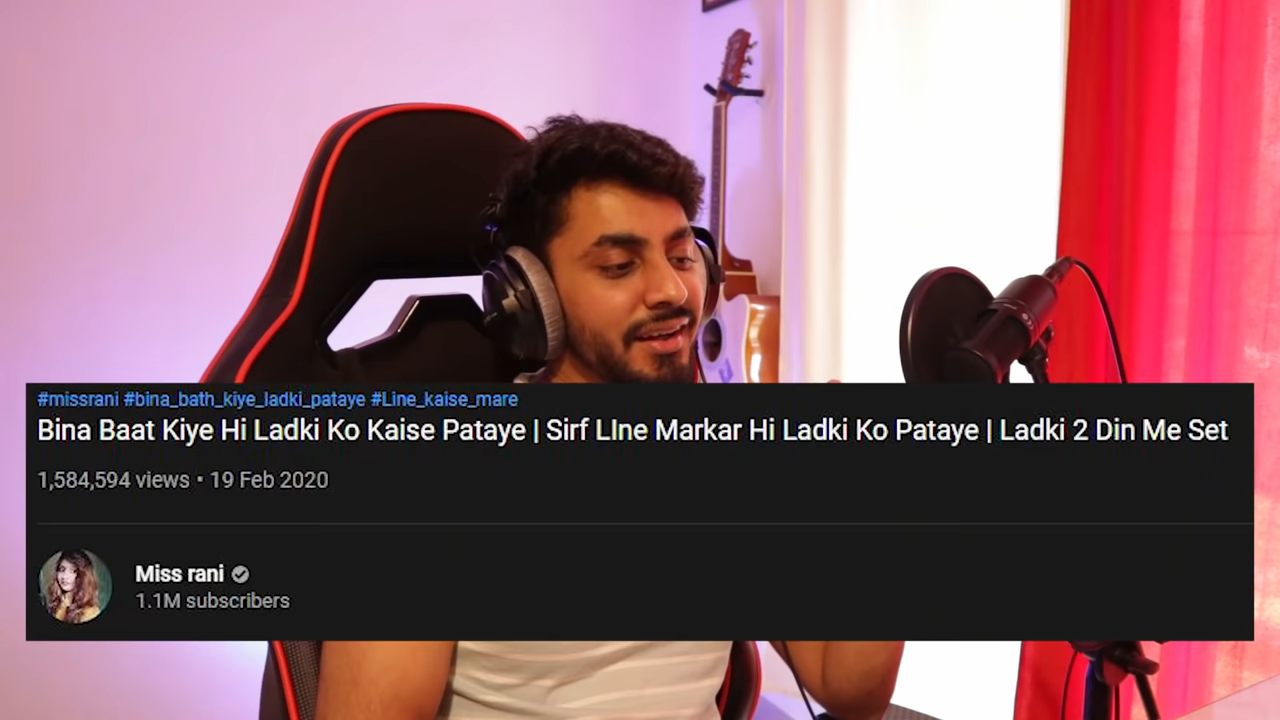 #missrani #bina_bath_kiye_ladki_pataye #Line_kaise_mare
Bina Baat Kiye Hi Ladki Ko Kaise Pataye | Sirf LIne Markar Hi Ladki Ko Pataye | Ladki 2 Din Me Set
1,584,594 views • 19 Feb 2020
Miss rani
1.1M subscribers